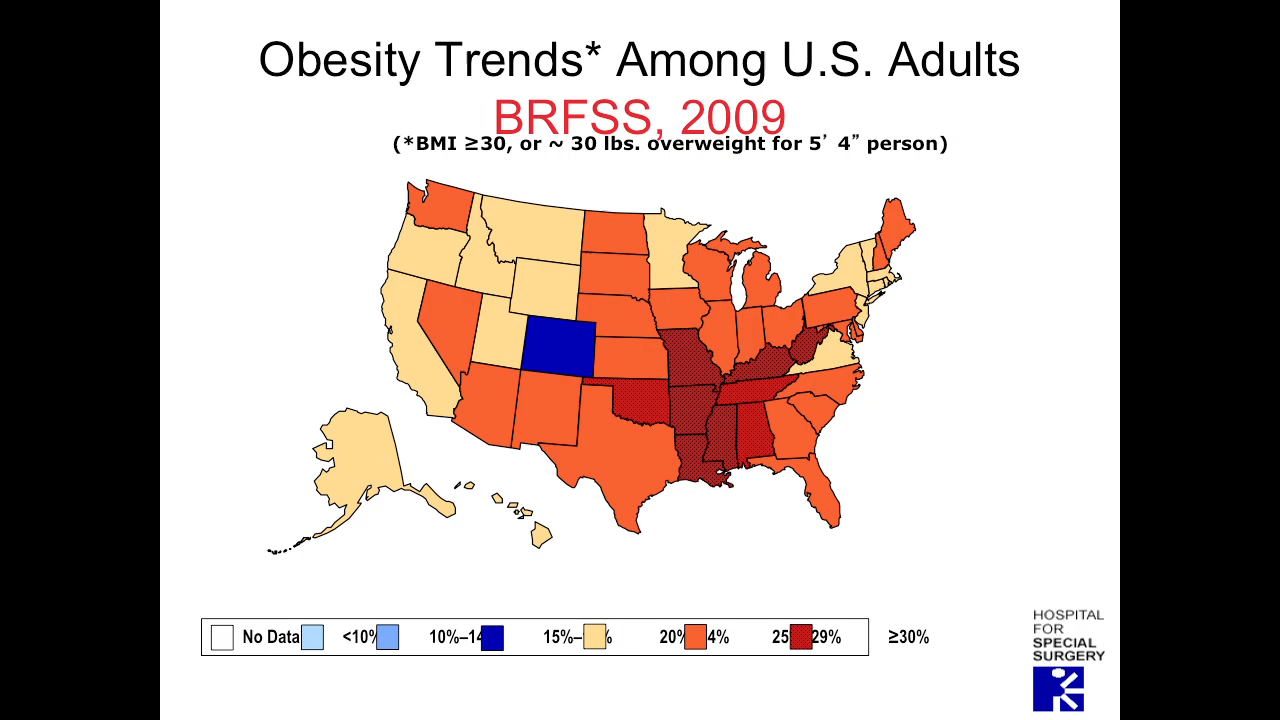 Obesity Trends* Among U.S. Adults
BRFSS, 2009
(*BMI ≥30, or ~ 30 lbs. overweight for 5’ 4” person)
No Data <10% 10%–14 15%– % 20% 4% 25 29% ≥30%
HOSPITAL
FOR
SPECIAL
SURGERY